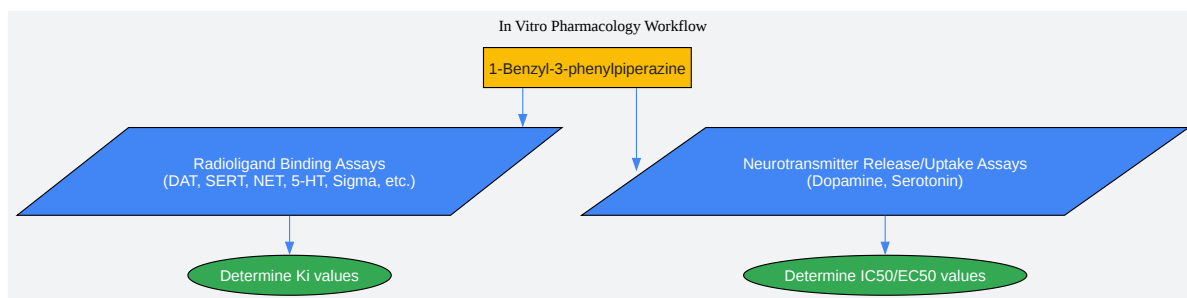 In Vitro Pharmacology Workflow
1-Benzyl-3-phenylpiperazine
Radioligand Binding Assays
(DAT, SERT, NET, 5-HT, Sigma, etc.)
Neurotransmitter Release/Uptake Assays
(Dopamine, Serotonin)
Determine Ki values
Determine IC50/EC50 values